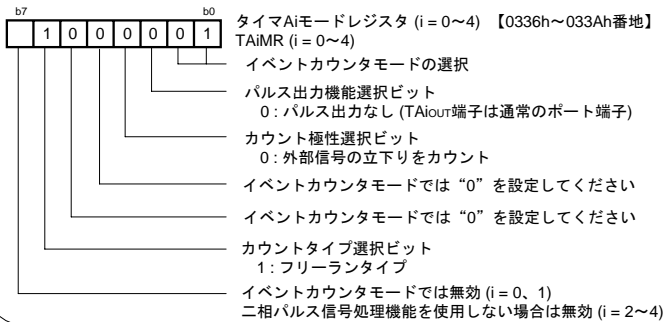 b7 b0
1 0 0 0 0 0 1
タイマAiモードレジスタ (i = 0～4) 【0336h～033Ah番地】
TAiMR (i = 0～4)
イベントカウンタモードの選択
パルス出力機能選択ビット
0 : パルス出力なし (TAiOUT端子は通常のポート端子)
カウント極性選択ビット
0 : 外部信号の立下りをカウント
イベントカウンタモードでは“0”を設定してください
イベントカウンタモードでは“0”を設定してください
カウントタイプ選択ビット
1 : フリーランタイプ
イベントカウンタモードでは無効 (i = 0、1)
二相パルス信号処理機能を使用しない場合は無効 (i = 2～4)